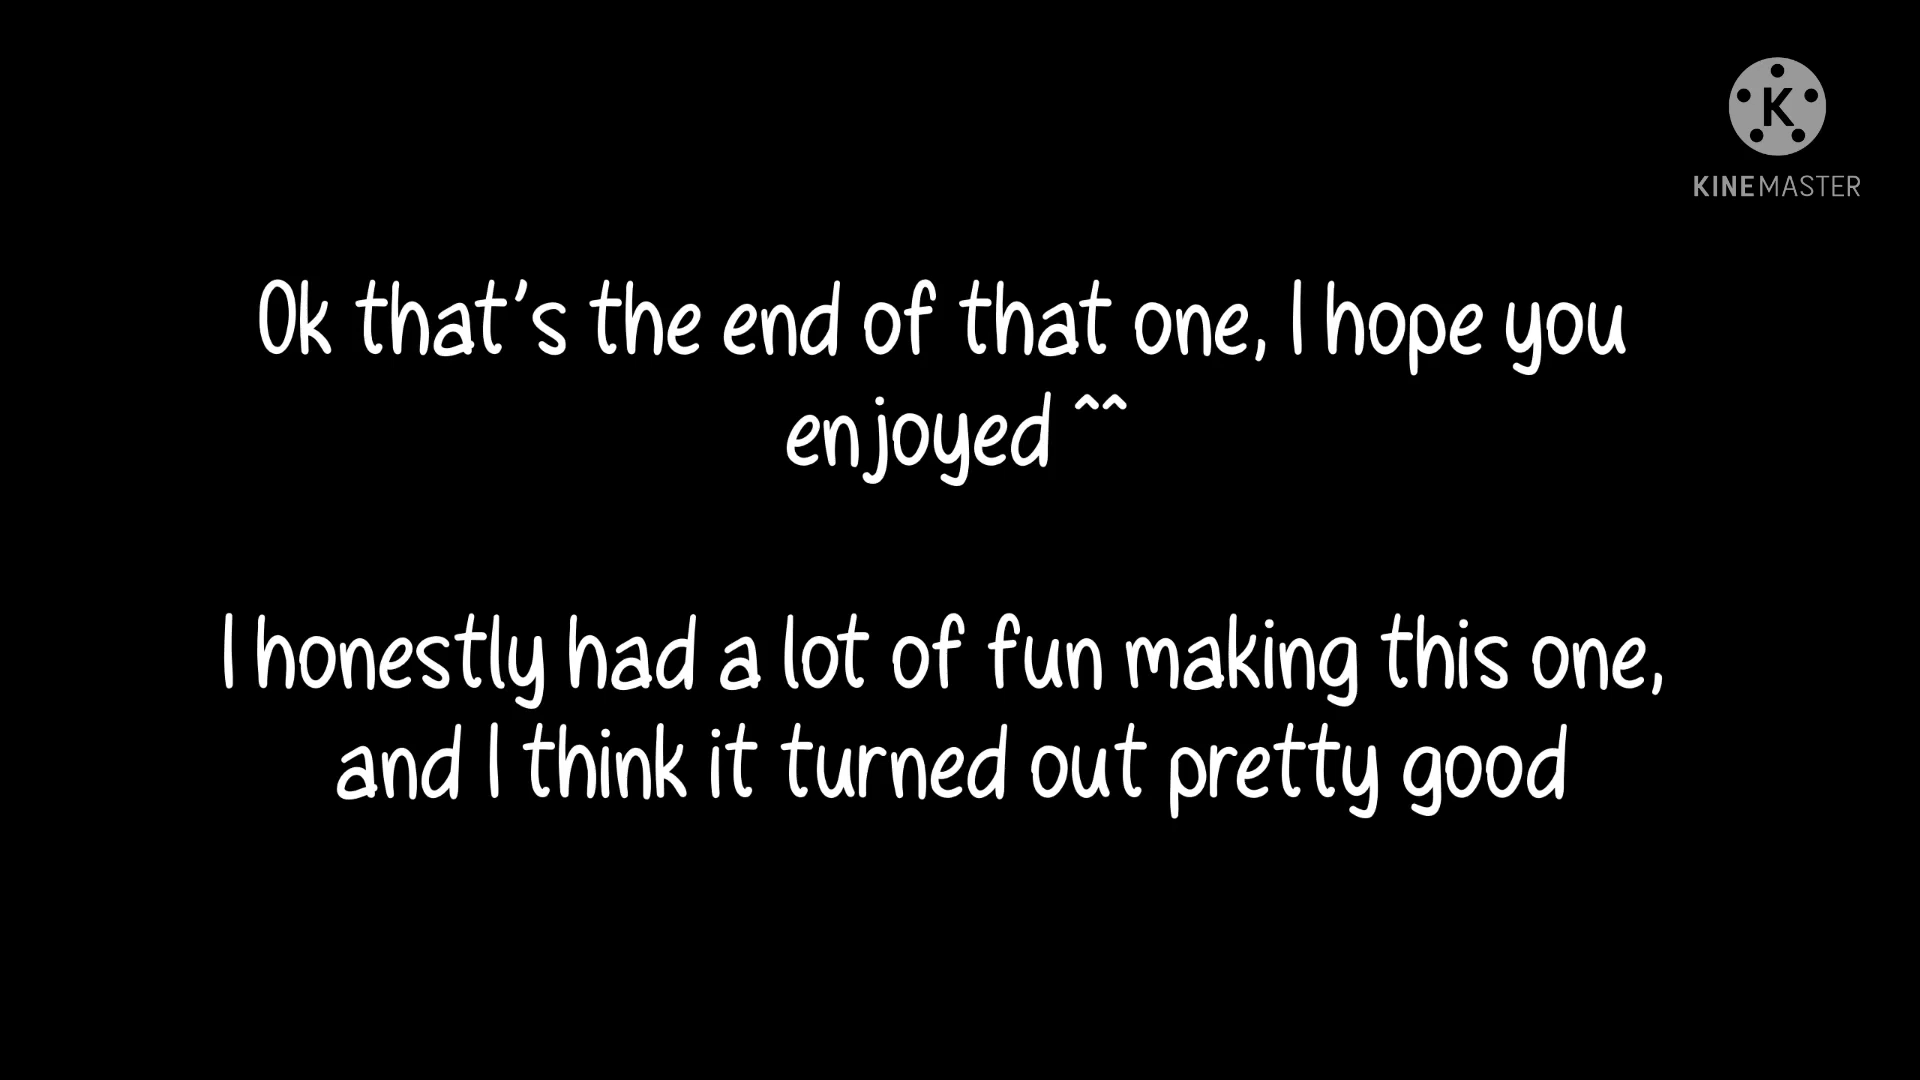 K
KINEMASTER
Ok that's the end of that one, I hope you
enjoyed ^^
I honestly had a lot of fun making this one,
and I think it turned out pretty good